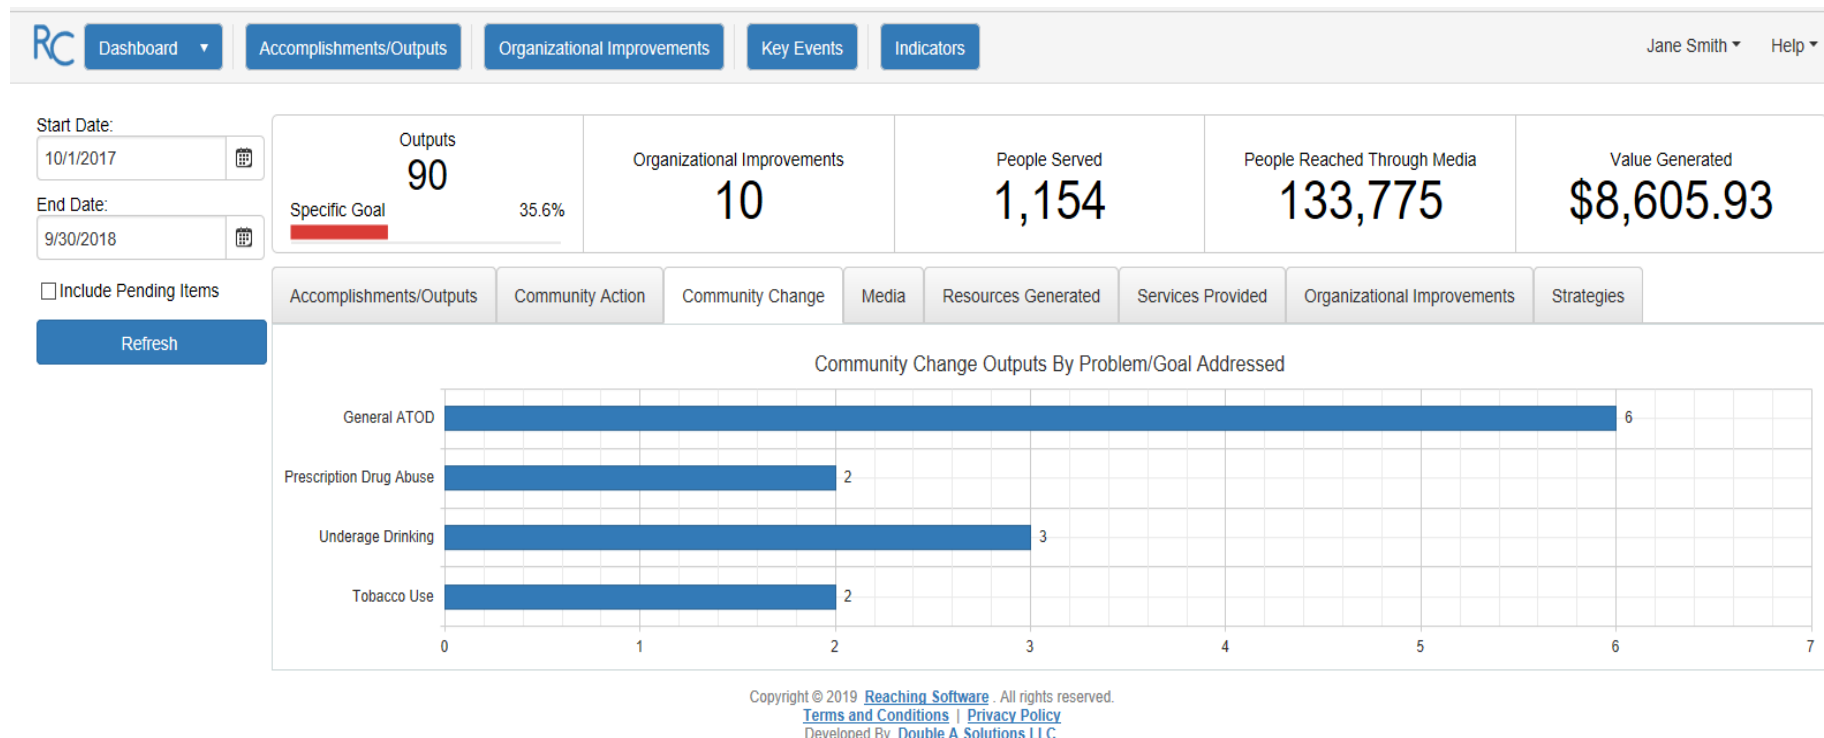 RC Dashboard ▼ Accomplishments/Outputs Organizational Improvements Key Events Indicators Jane Smith Help
Start Date:
10/1/2017
End Date:
9/30/2018
Include Pending Items
Refresh
Outputs
90
Specific Goal 35.6%
Organizational Improvements
10
People Served
1,154
People Reached Through Media
133,775
Value Generated
$8,605.93
Accomplishments/Outputs Community Action Community Change Media Resources Generated Services Provided Organizational Improvements Strategies
Community Change Outputs By Problem/Goal Addressed
General ATOD 6
Prescription Drug Abuse 2
Underage Drinking 3
Tobacco Use 2
0 1 2 3 4 5 6 7
Copyright © 2019 Reaching Software . All rights reserved.
Terms and Conditions | Privacy Policy
Developed By Double A Solutions LLC